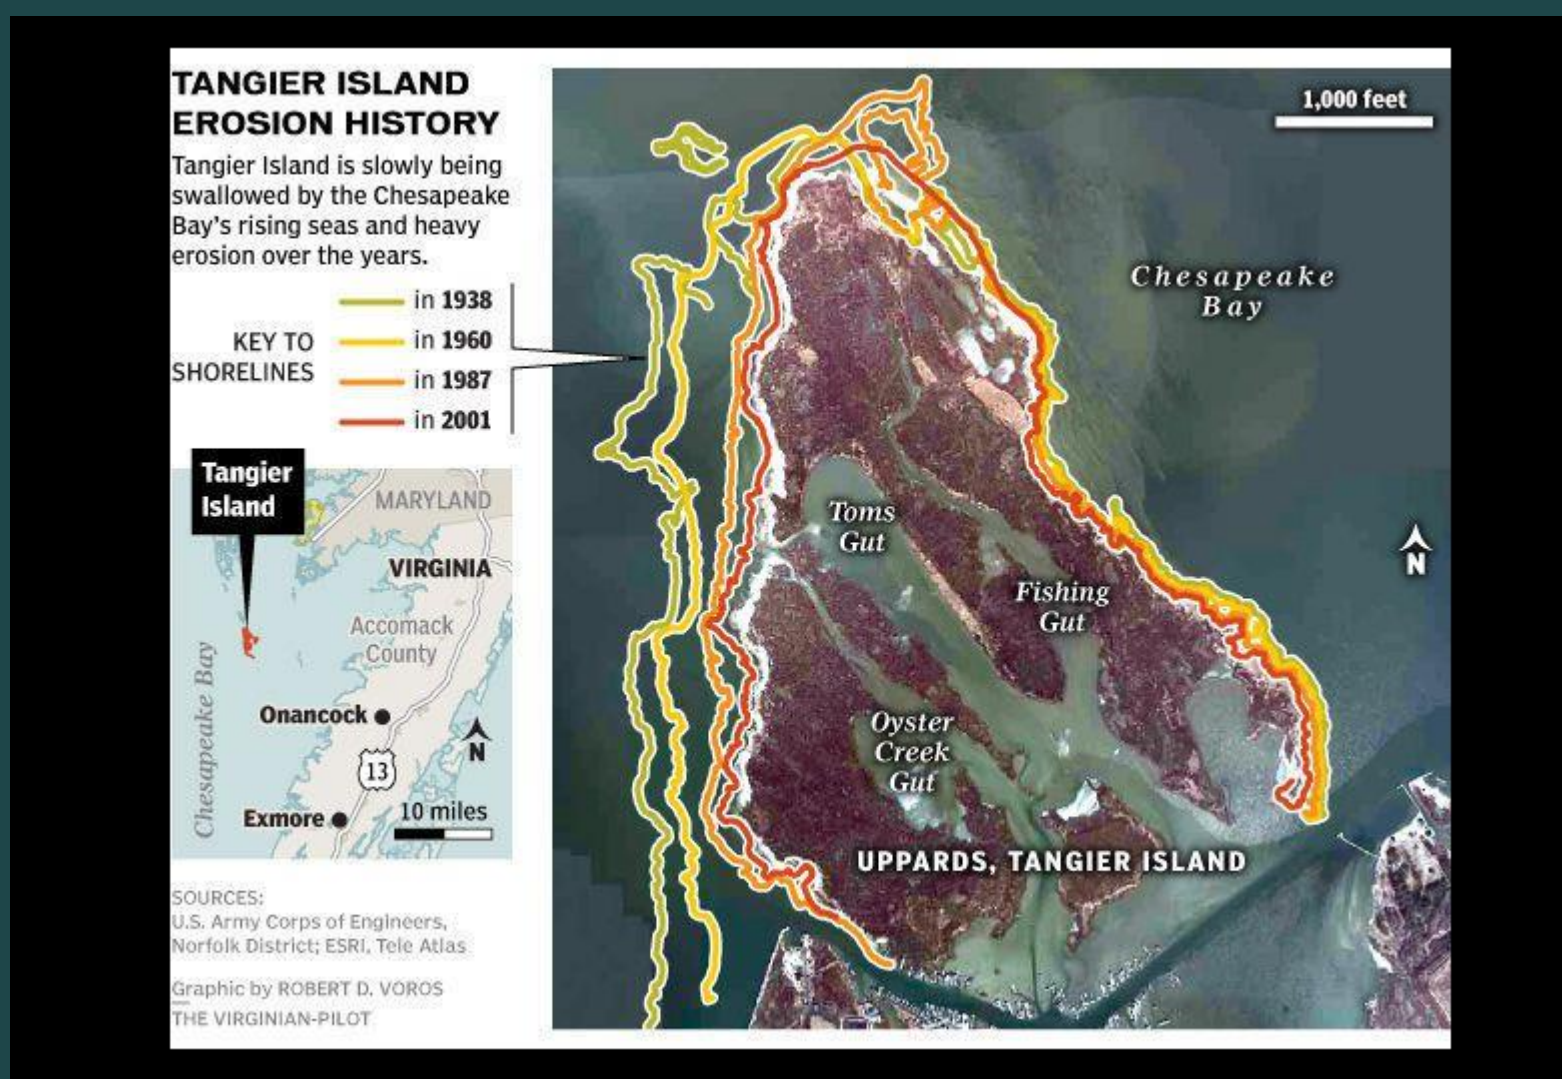 TANGIER ISLAND
EROSION HISTORY
Tangier Island is slowly being
swallowed by the Chesapeake
Bay's rising seas and heavy
erosion over the years.
KEY TO
SHORELINES
in 1938
in 1960
in 1987
in 2001
Tangier
Island
MARYLAND
VIRGINIA
Accomack
County
Chesapeake Bay
Onancock
13
N
Exmore
10 miles
SOURCES:
U.S. Army Corps of Engineers,
Norfolk District; ESRI, Tele Atlas
Graphic by ROBERT D. VOROS
THE VIRGINIAN-PILOT
1,000 feet
Chesapeake
Bay
N
Toms
Gut
Fishing
Gut
Oyster
Creek
Gut
UPPARDS, TANGIER ISLAND